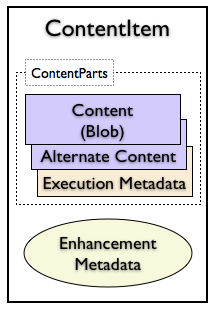 ContentItem
ContentParts
Content
(Blob)
Alternate Content
Execution Metadata
Enhancement
Metadata